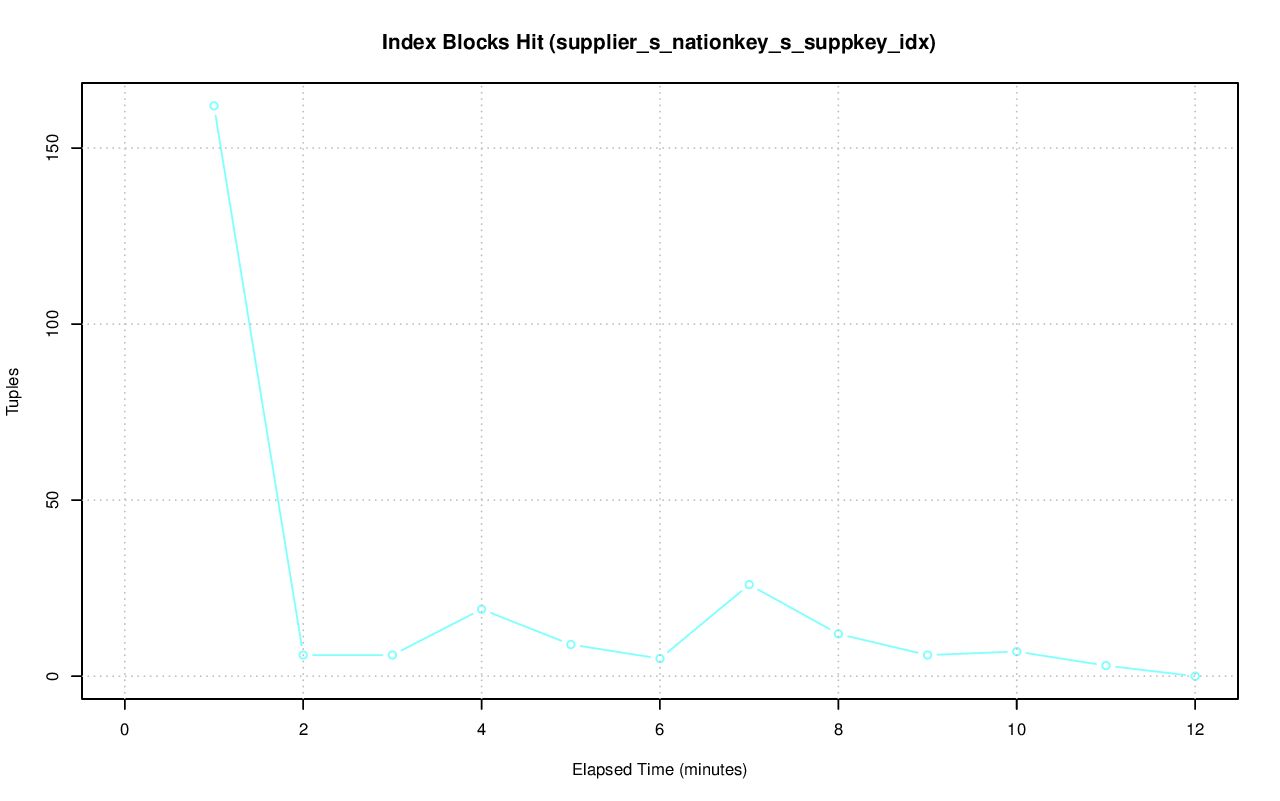 Index Blocks Hit (supplier_s_nationkey_s_suppkey_idx)
150
100
50
0
Tuples
0 2 4 6 8 10 12
Elapsed Time (minutes)